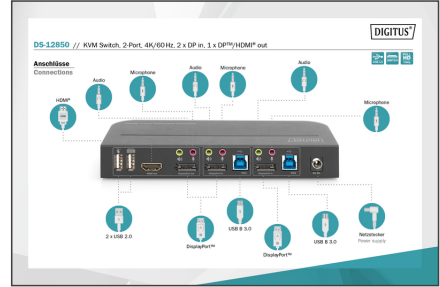 DIGITUS®
DS-12850 // KVM Switch, 2-Port, 4K/60 Hz, 2 x DP in, 1 x DP™/HDMI® out
Anschlüsse
Connections
Audio
Microphone
Audio
Microphone
Audio
HDMI®
Microphone
2 x USB 2.0
DisplayPort™
USB B 3.0
DisplayPort™
USB B 3.0
Netzstecker
Power supply